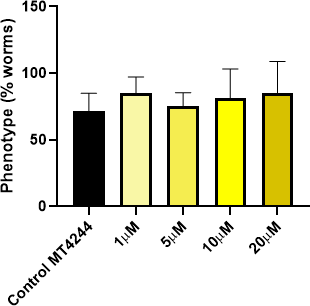 150
100
50
0
Phenotype (% worms)
Control MT4244
1μM
5μM
10μM
20μM